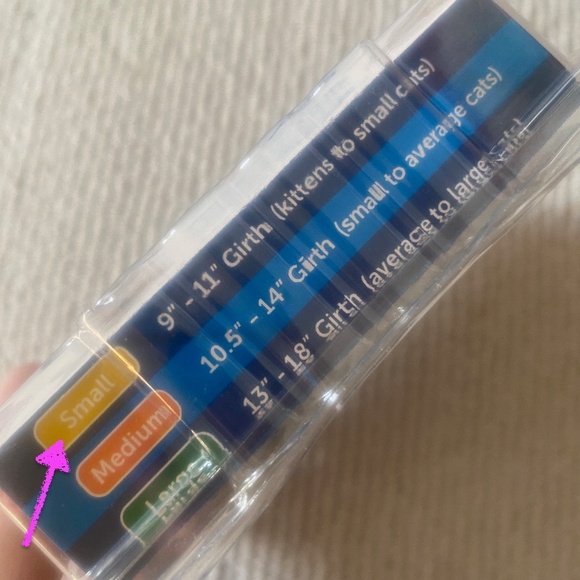 Small 9" - 11" Girth (kittens to small cats)
Medium 10.5" - 14" Girth (small to average cats)
Large 13" - 18" Girth (average to large cats)